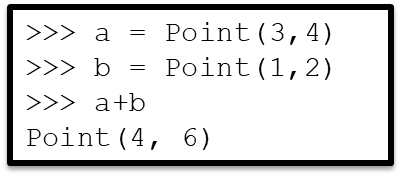 >>> a = Point(3,4)
>>> b = Point(1,2)
>>> a+b
Point(4, 6)